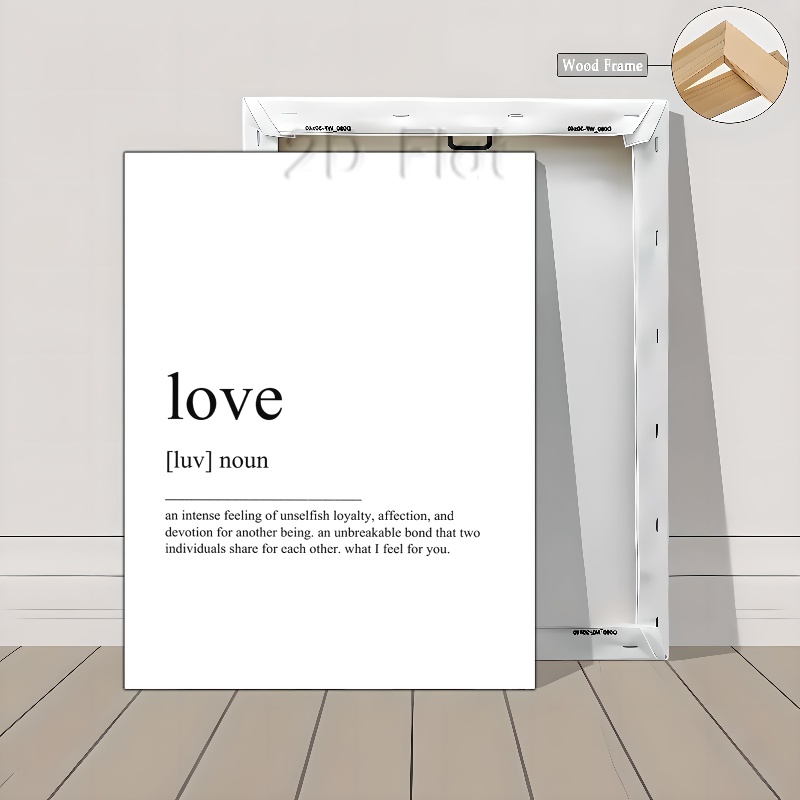 Wood Frame
2D Flat
love
[luv] noun
an intense feeling of unselfish loyalty, affection, and
devotion for another being. an unbreakable bond that two
individuals share for each other. what I feel for you.